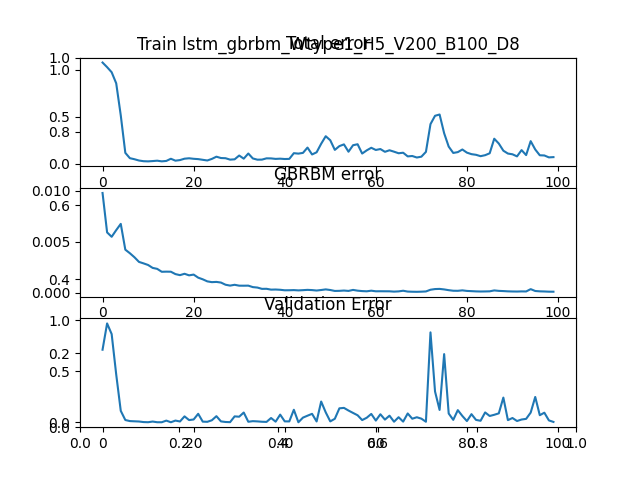 Train lstm_gbrbm_Wtype1_H5_V200_B100_D8
Total error
1.0
1.0
0.5
0.8
0.0
0 20 40 60 80 100
GBRBM error
0.010
0.6
0.005
0.4
0.000
0 20 40 60 80 100
Validation Error
1.0
0.2
0.5
0.0
0.0
0 20 40 60 80 100
0.0 0.2 0.4 0.6 0.8 1.0